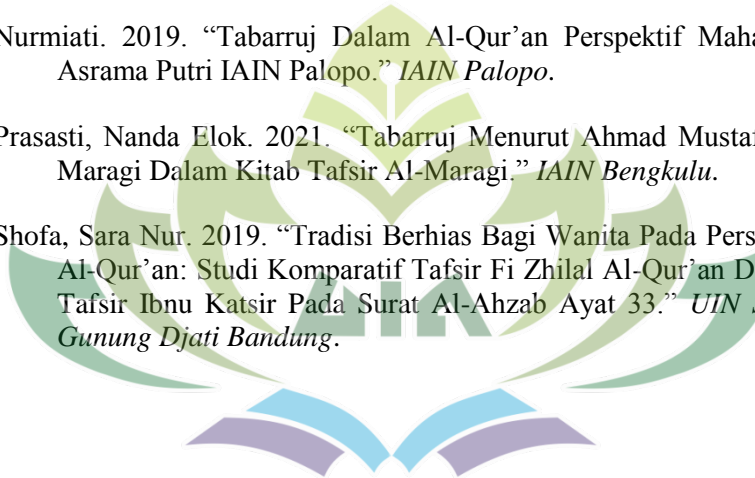 Nurmiati. 2019. “Tabarruj Dalam Al-Qur’an Perspektif
Asrama Putri IAIN Palopo.” IAIN Palopo.
Prasasti, Nanda Elok. 2021. “Tabarruj Menurut Ahmad
Maragi Dalam Kitab Tafsir Al-Maragi.” IAIN Bengkulu.
Shofa, Sara Nur. 2019. “Tradisi Berhias Bagi Wanita Pada
Al-Qur’an: Studi Komparatif Tafsir Fi Zhilal Al-Qur’an
Tafsir Ibnu Katsir Pada Surat Al-Ahzab Ayat 33.” UIN
Gunung Djati Bandung.